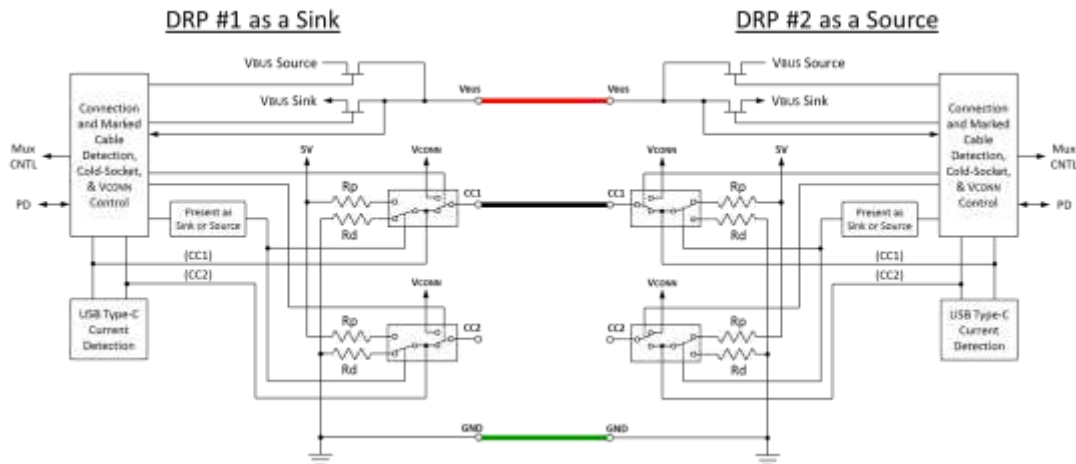 DRP #1 as a Sink
DRP #2 as a Source
VBUS Source
VBUS Sink
VBUS
VBUS
VBUS Source
VBUS Sink
Connection
and Marked
Cable
Detection,
Cold-Socket,
& VCONN
Control
Mux
CNTL
PD
Present as
Sink or Source
(CC1)
(CC2)
USB Type-C
Current
Detection
5V
VCONN
Rp
Rd
CC1
VCONN
Rp
Rd
CC2
GND
CC1
VCONN
5V
Rp
Rd
CC2
VCONN
Rp
Rd
GND
Connection
and Marked
Cable
Detection,
Cold-Socket,
& VCONN
Control
Mux
CNTL
PD
Present as
Sink or Source
(CC1)
(CC2)
USB Type-C
Current
Detection